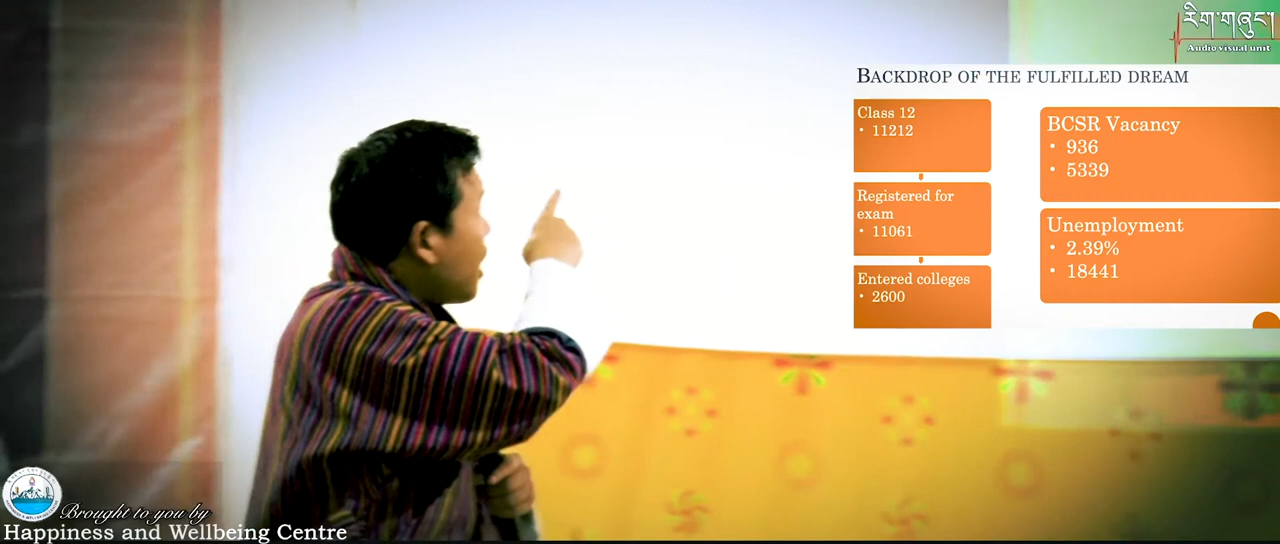 རིག་གཞུང་།
Audio visual unit
BACKDROP OF THE FULFILLED DREAM
Class 12
• 11212
Registered for
exam
• 11061
Entered colleges
• 2600
BCSR Vacancy
• 936
• 5339
Unemployment
• 2.39%
• 18441
Brought to you by
Happiness and Wellbeing Centre